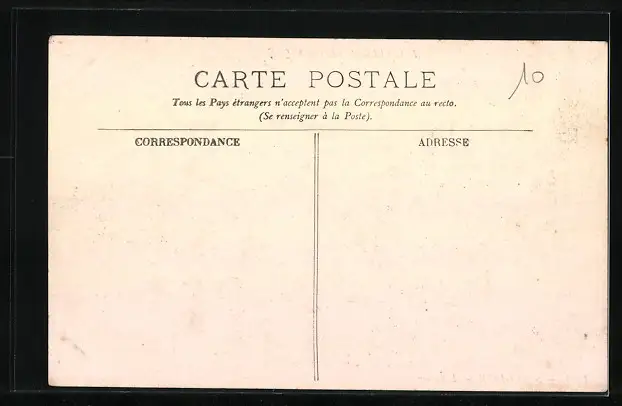 CARTE POSTALE
10
Tous les Pays étrangers n'acceptent pas la Correspondance au recto.
(Se renseigner à la Poste).
CORRESPONDANCE
ADRESSE